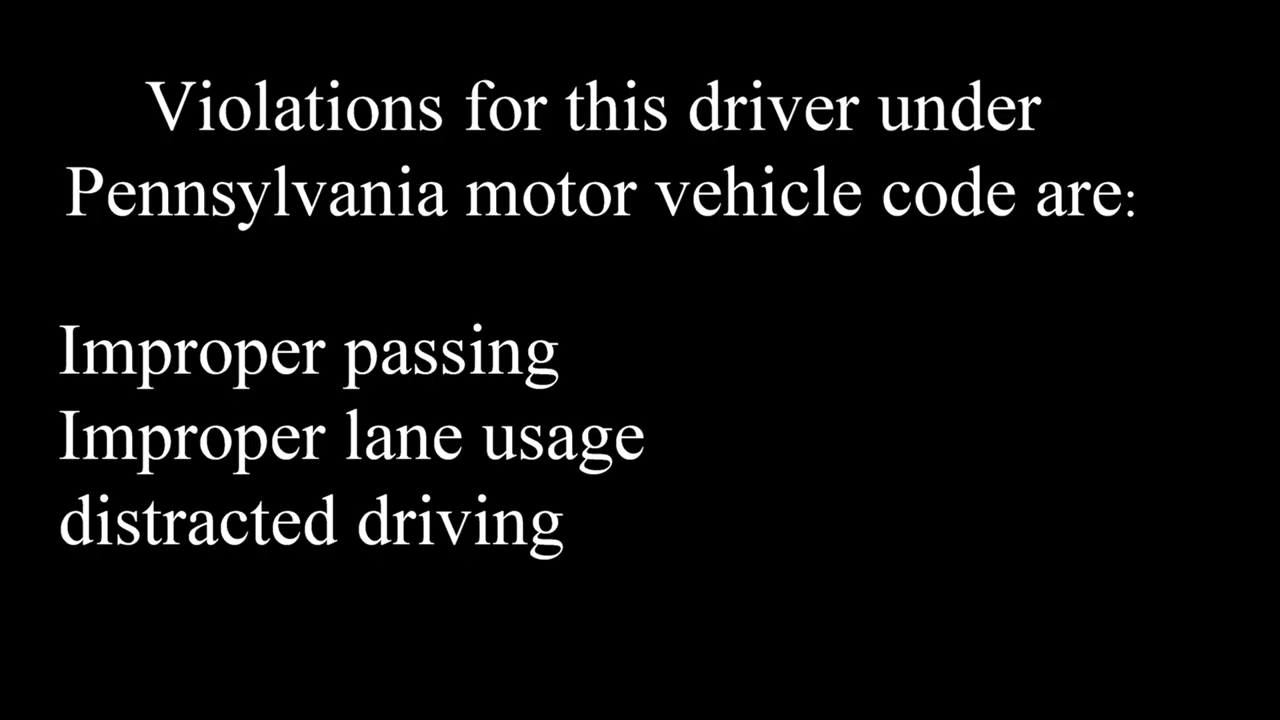 Violations for this driver under
Pennsylvania motor vehicle code are:
Improper passing
Improper lane usage
distracted driving